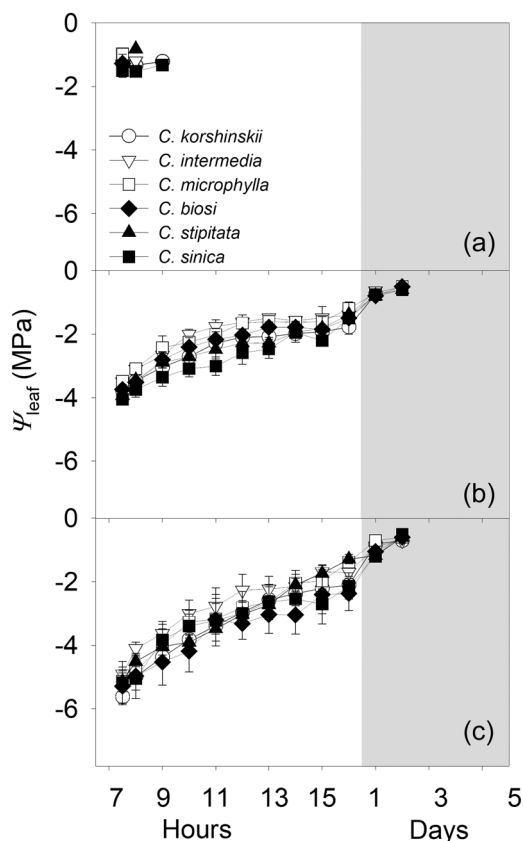 0
-2
-4
-6
C. korshinskii
C. intermedia
C. microphylla
C. biosi
C. stipitata
C. sinica
(a)
0
-2
-4
-6
(b)
Ψleaf (MPa)
0
-2
-4
-6
(c)
7 9 11 13 15 1 3 5
Hours Days